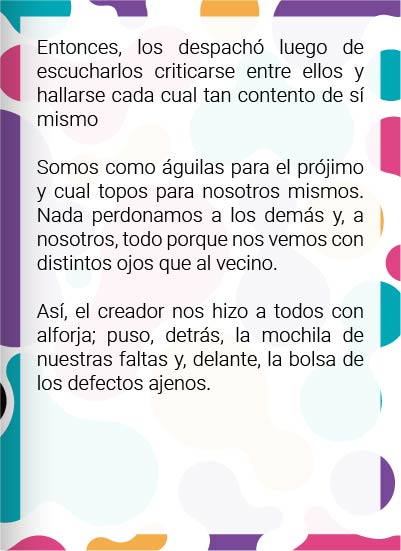 Entonces, los despachó luego de
escucharlos criticarse entre ellos y
hallarse cada cual tan contento de sí
mismo
Somos como águilas para el prójimo
y cual topos para nosotros mismos.
Nada perdonamos a los demás y, a
nosotros, todo porque nos vemos con
distintos ojos que al vecino.
Así, el creador nos hizo a todos con
alforja; puso, detrás, la mochila de
nuestras faltas y, delante, la bolsa de
los defectos ajenos.